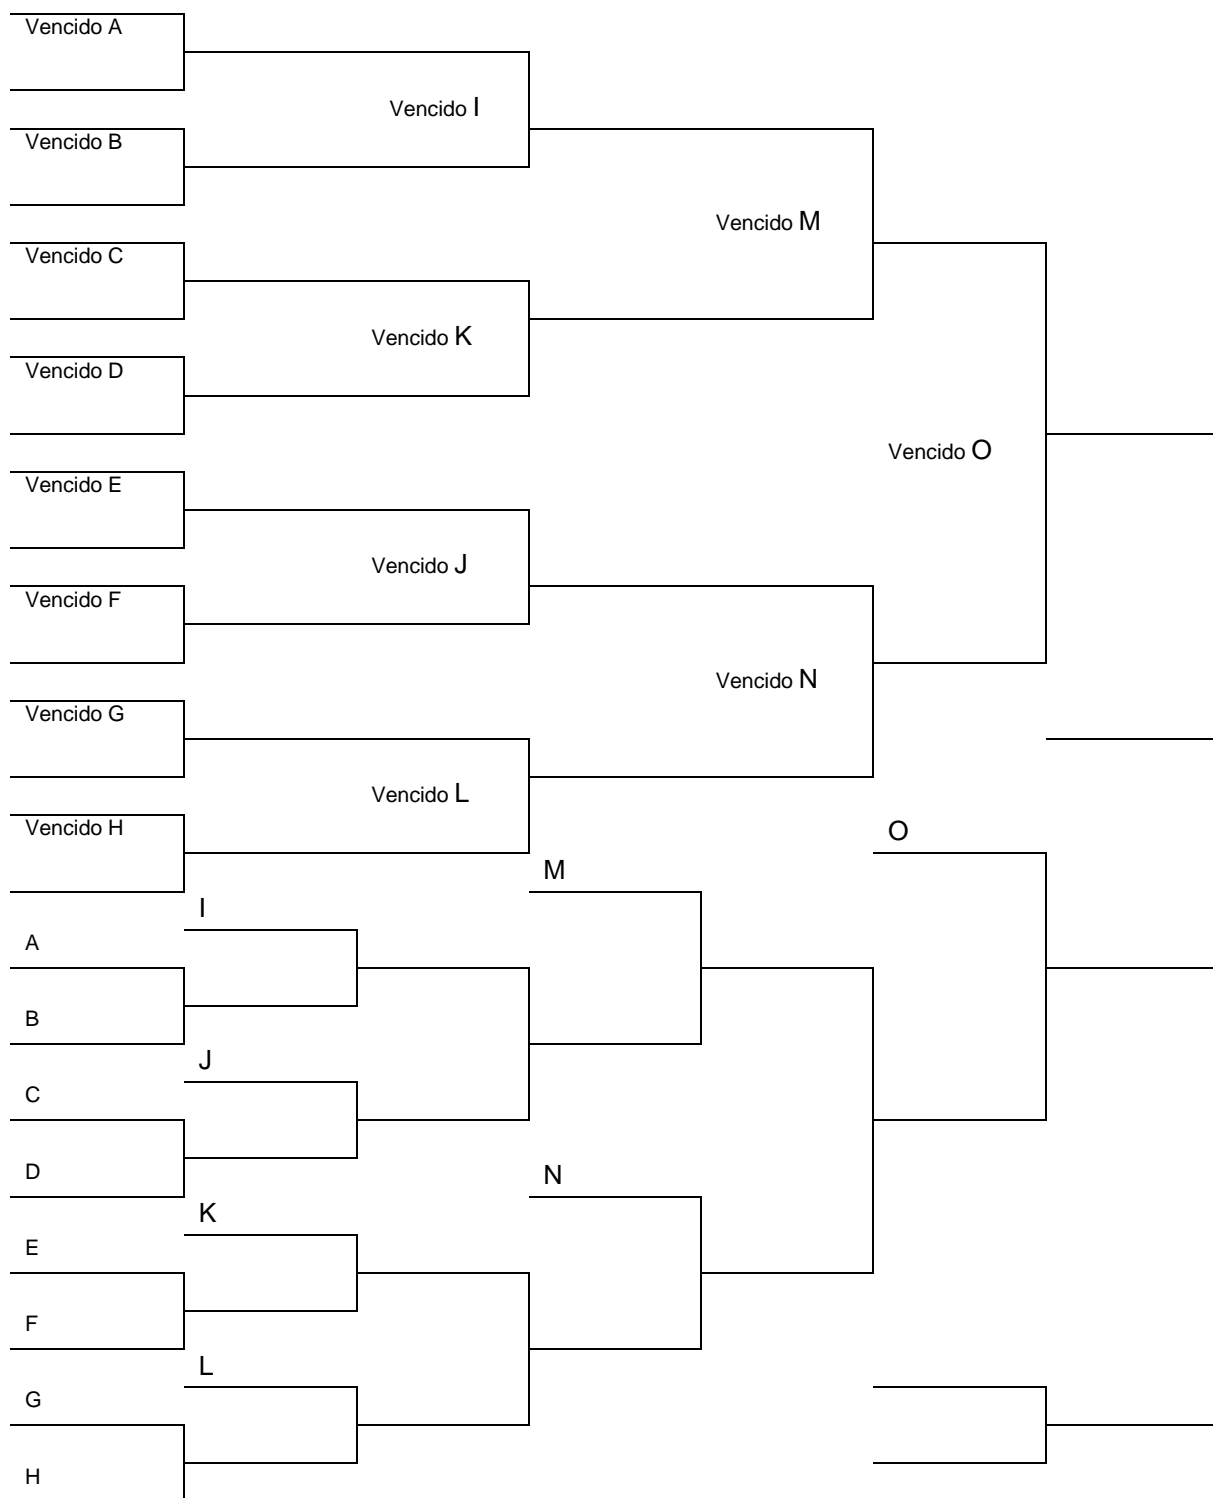 Vencido A
Vencido I
Vencido B
Vencido M
Vencido C
Vencido K
Vencido D
Vencido O
Vencido E
Vencido J
Vencido F
Vencido N
Vencido G
Vencido L
Vencido H
O
M
I
A
B
J
C
D
N
K
E
F
L
G
H